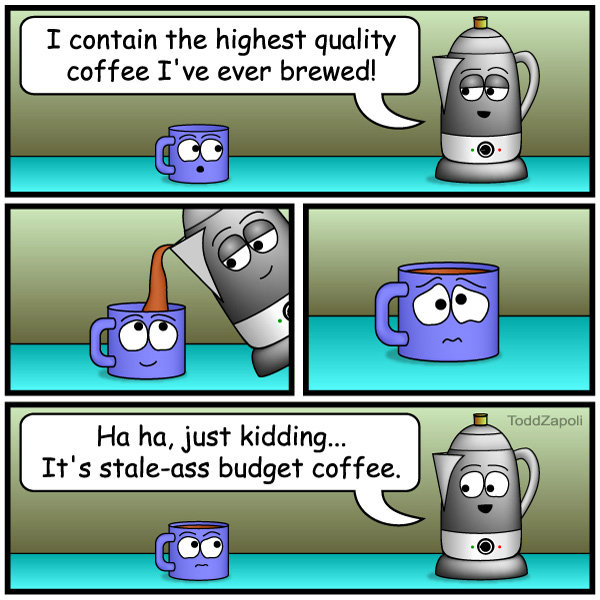 I contain the highest quality
coffee I've ever brewed!
ToddZapoli
Ha ha, just kidding...
It's stale-ass budget coffee.